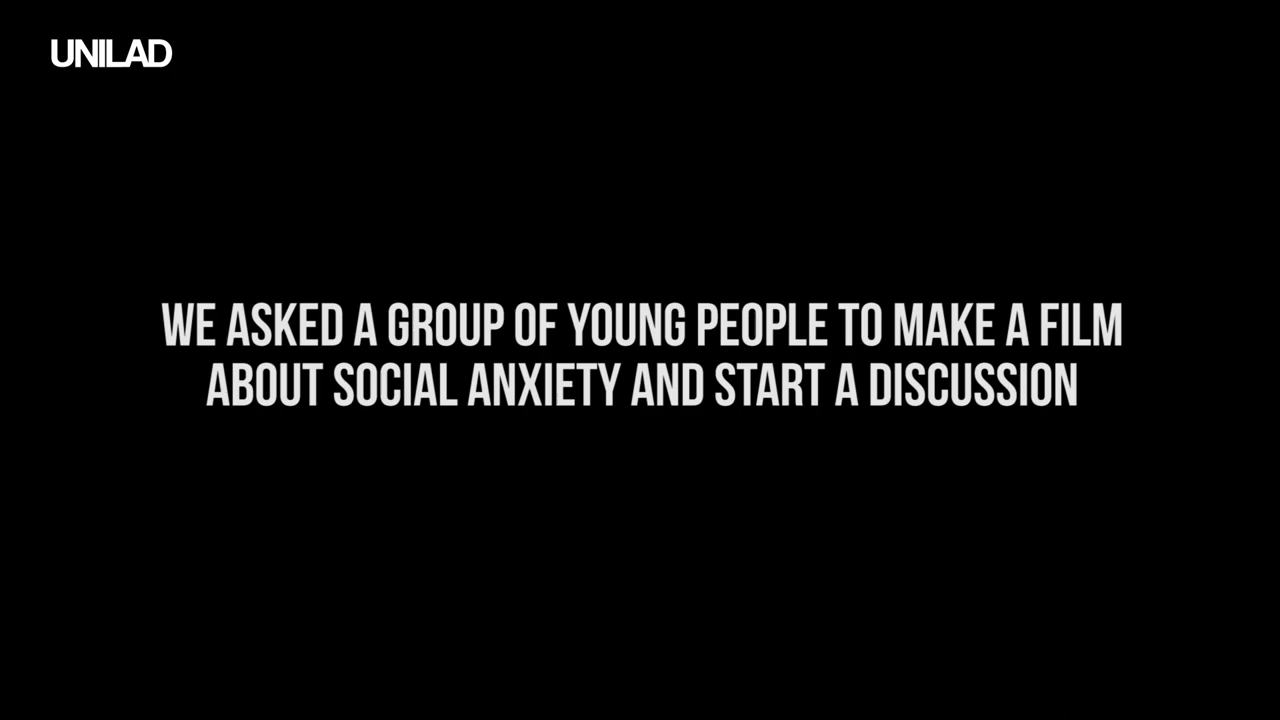 UNILAD
WE ASKED A GROUP OF YOUNG PEOPLE TO MAKE A FILM
ABOUT SOCIAL ANXIETY AND START A DISCUSSION